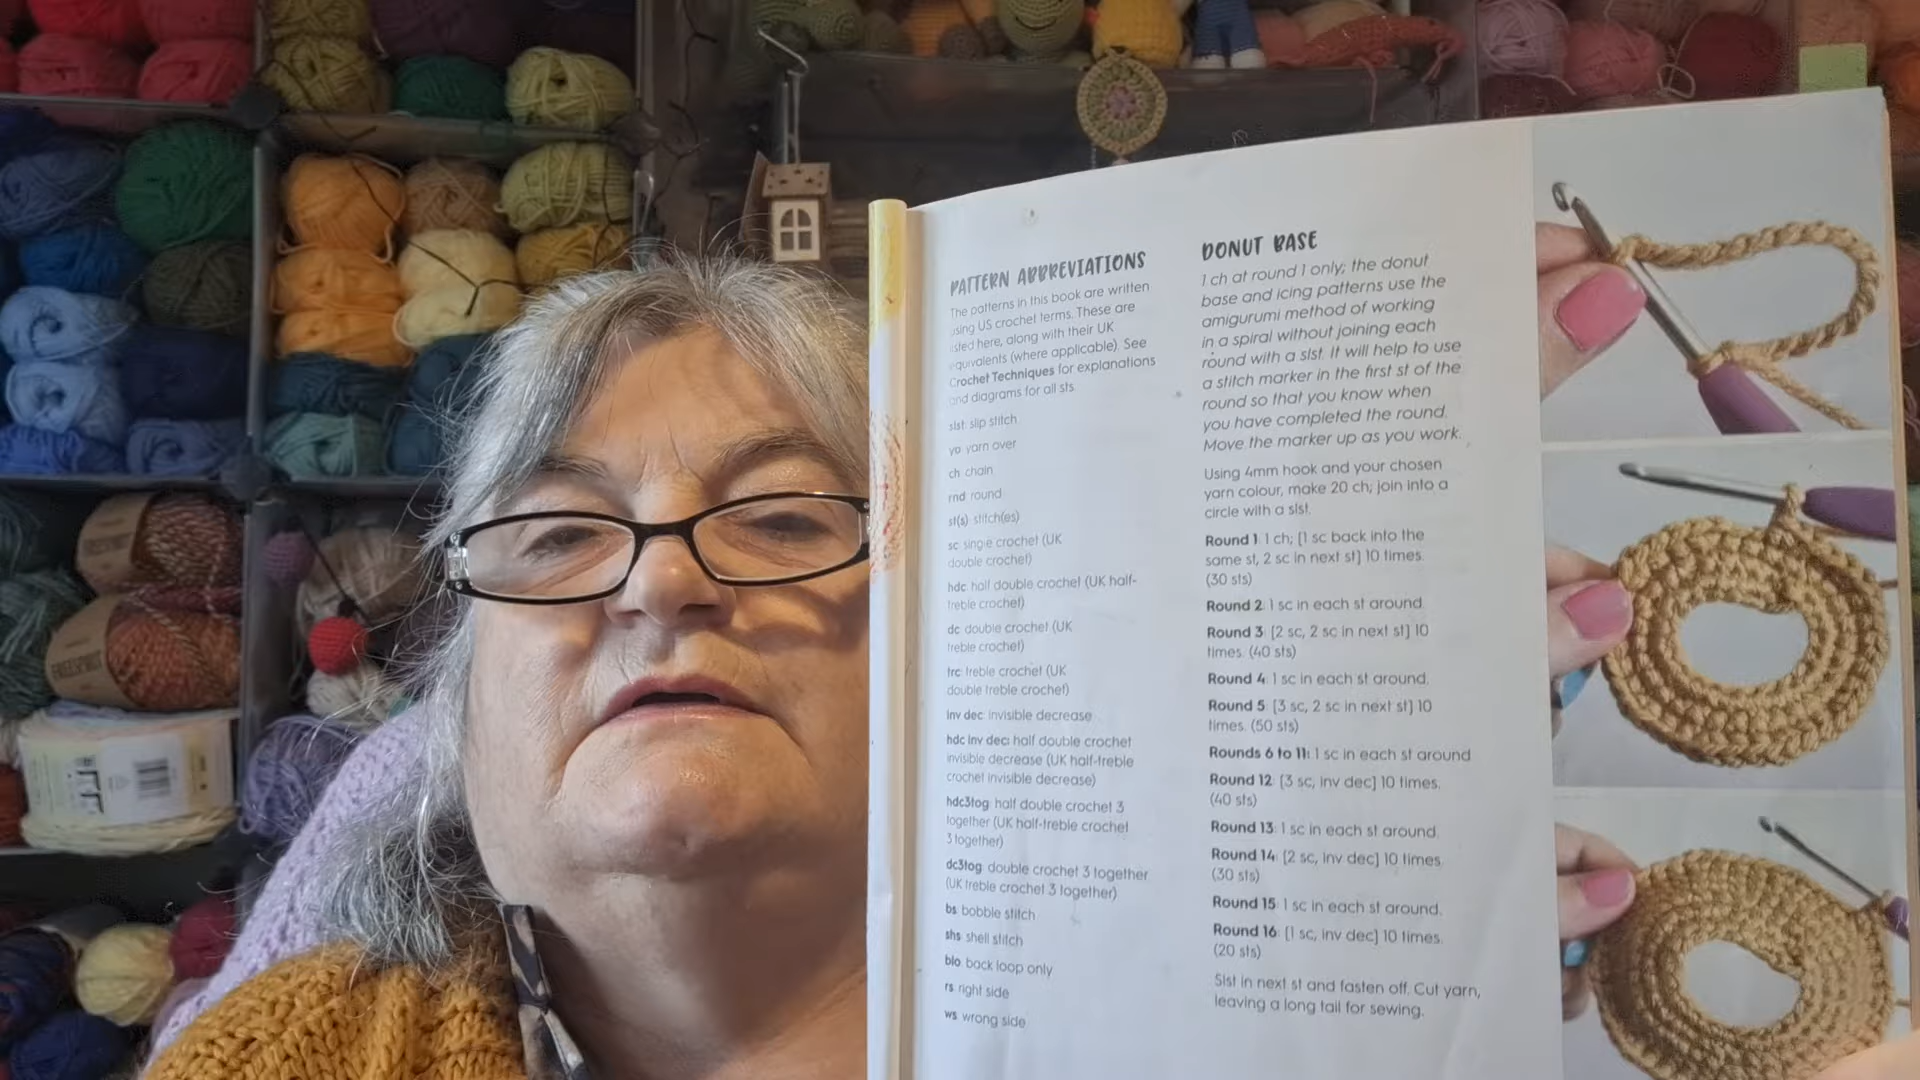 PATTERN ABBREVIATIONS
The patterns in this book are written
using US crochet terms. These are
listed here, along with their UK
equivalents (where applicable). See
Crochet Techniques for explanations
and diagrams for all sts.
slst: slip stitch
yo: yarn over
ch: chain
rnd: round
st(s): stitch(es)
sc: single crochet (UK
double crochet)
hdc: half double crochet (UK half-
treble crochet)
dc: double crochet (UK
treble crochet)
trc: treble crochet (UK
double treble crochet)
inv dec: invisible decrease
hdc inv dec: half double crochet
invisible decrease (UK half-treble
crochet invisible decrease)
hdc3tog: half double crochet 3
together (UK half-treble crochet
3 together)
dc3tog: double crochet 3 together
(UK treble crochet 3 together)
bs: bobble stitch
shs: shell stitch
blo: back loop only
rs: right side
ws: wrong side
DONUT BASE
1 ch at round 1 only; the donut
base and icing patterns use the
amigurumi method of working
in a spiral without joining each
round with a slst. It will help to use
a stitch marker in the first st of the
round so that you know when
you have completed the round.
Move the marker up as you work.
Using 4mm hook and your chosen
yarn colour, make 20 ch; join into a
circle with a slst.
Round 1: 1 ch; [1 sc back into the
same st, 2 sc in next st] 10 times.
(30 sts)
Round 2: 1 sc in each st around.
Round 3: [2 sc, 2 sc in next st] 10
times. (40 sts)
Round 4: 1 sc in each st around.
Round 5: [3 sc, 2 sc in next st] 10
times. (50 sts)
Rounds 6 to 11: 1 sc in each st around
Round 12: [3 sc, inv dec] 10 times.
(40 sts)
Round 13: 1 sc in each st around.
Round 14: [2 sc, inv dec] 10 times.
(30 sts)
Round 15: 1 sc in each st around.
Round 16: [1 sc, inv dec] 10 times.
(20 sts)
Slst in next st and fasten off. Cut yarn,
leaving a long tail for sewing.